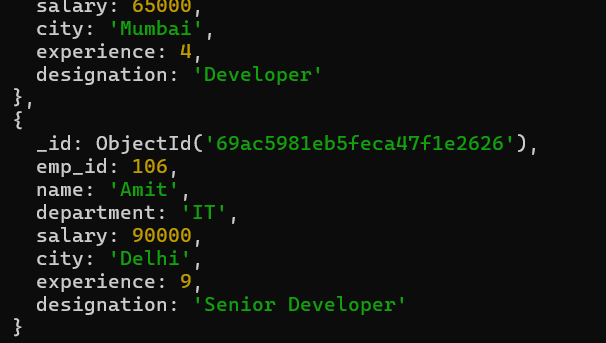 salary: 65000,
city: 'Mumbai',
experience: 4,
designation: 'Developer'
},
{
_id: ObjectId('69ac5981eb5feca47f1e2626'),
emp_id: 106,
name: 'Amit',
department: 'IT',
salary: 90000,
city: 'Delhi',
experience: 9,
designation: 'Senior Developer'
}